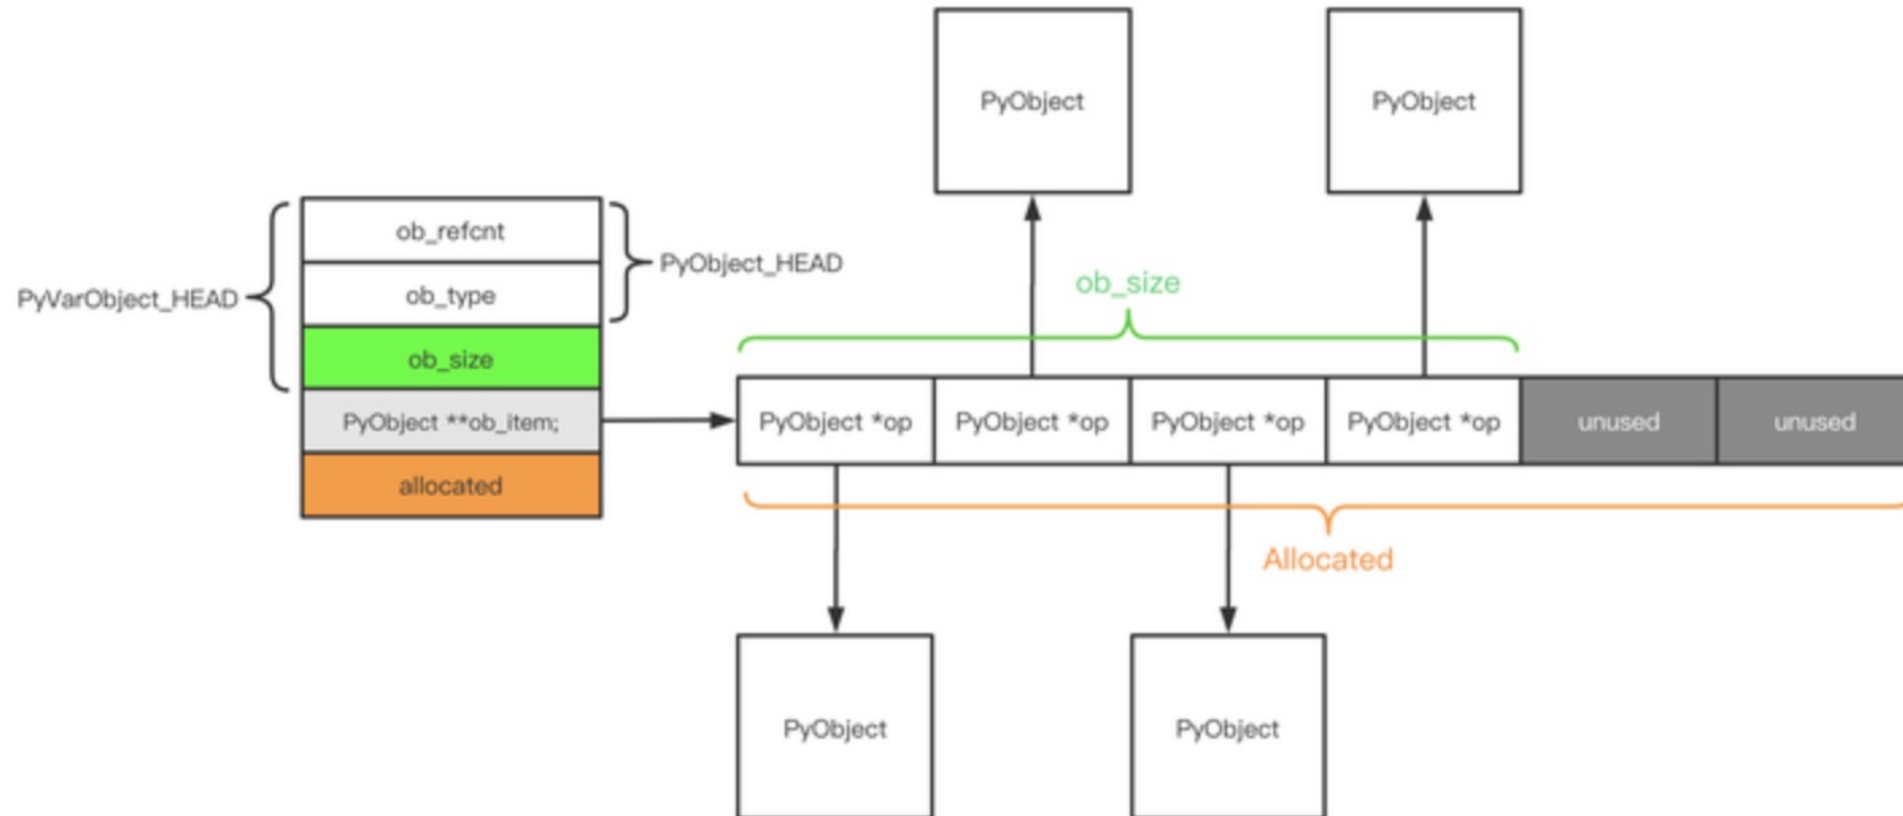 PyObject
PyObject
ob_refcnt
PyObject_HEAD
ob_type
PyVarObject_HEAD
ob_size
ob_size
PyObject **ob_item;
PyObject *op
PyObject *op
PyObject *op
PyObject *op
unused
unused
allocated
Allocated
PyObject
PyObject